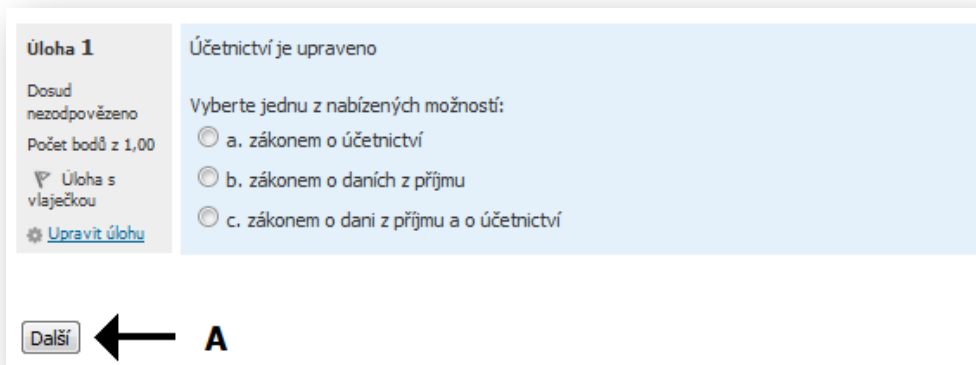 Úloha 1
Dosud
nezodpovězeno
Počet bodů z 1,00
Úloha s
vlaječkou
Upravit úlohu
Účetnictví je upraveno
Vyberte jednu z nabízených možností:
a. zákonem o účetnictví
b. zákonem o daních z příjmu
c. zákonem o dani z příjmu a o účetnictví
Další
A